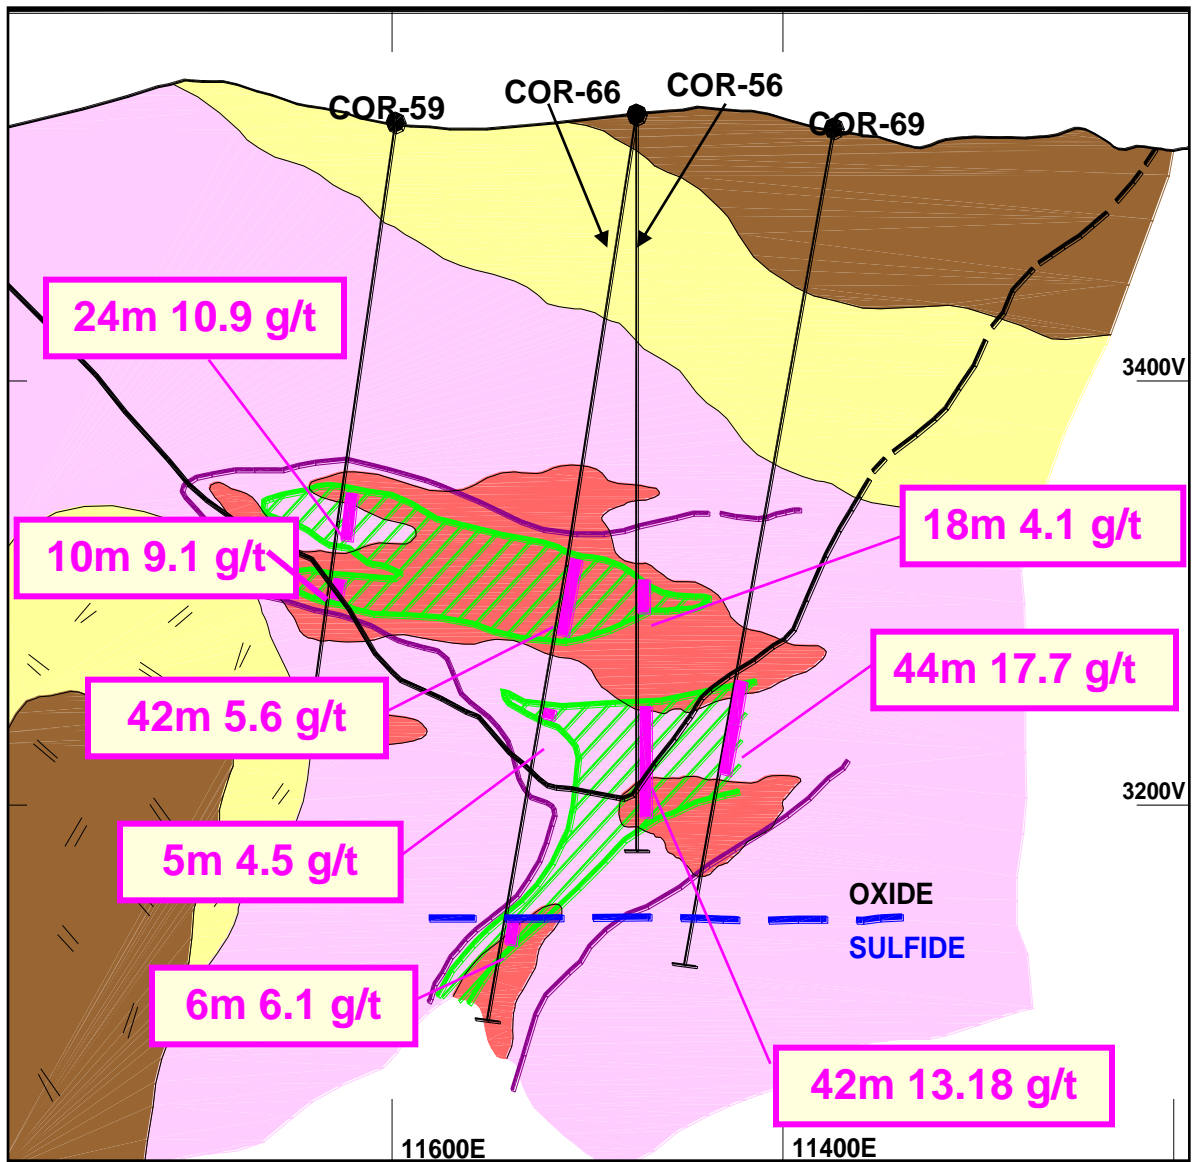 COR-59
COR-66
COR-56
COR-69
24m 10.9 g/t
3400V
18m 4.1 g/t
10m 9.1 g/t
44m 17.7 g/t
42m 5.6 g/t
3200V
5m 4.5 g/t
OXIDE
SULFIDE
6m 6.1 g/t
42m 13.18 g/t
11600E
11400E